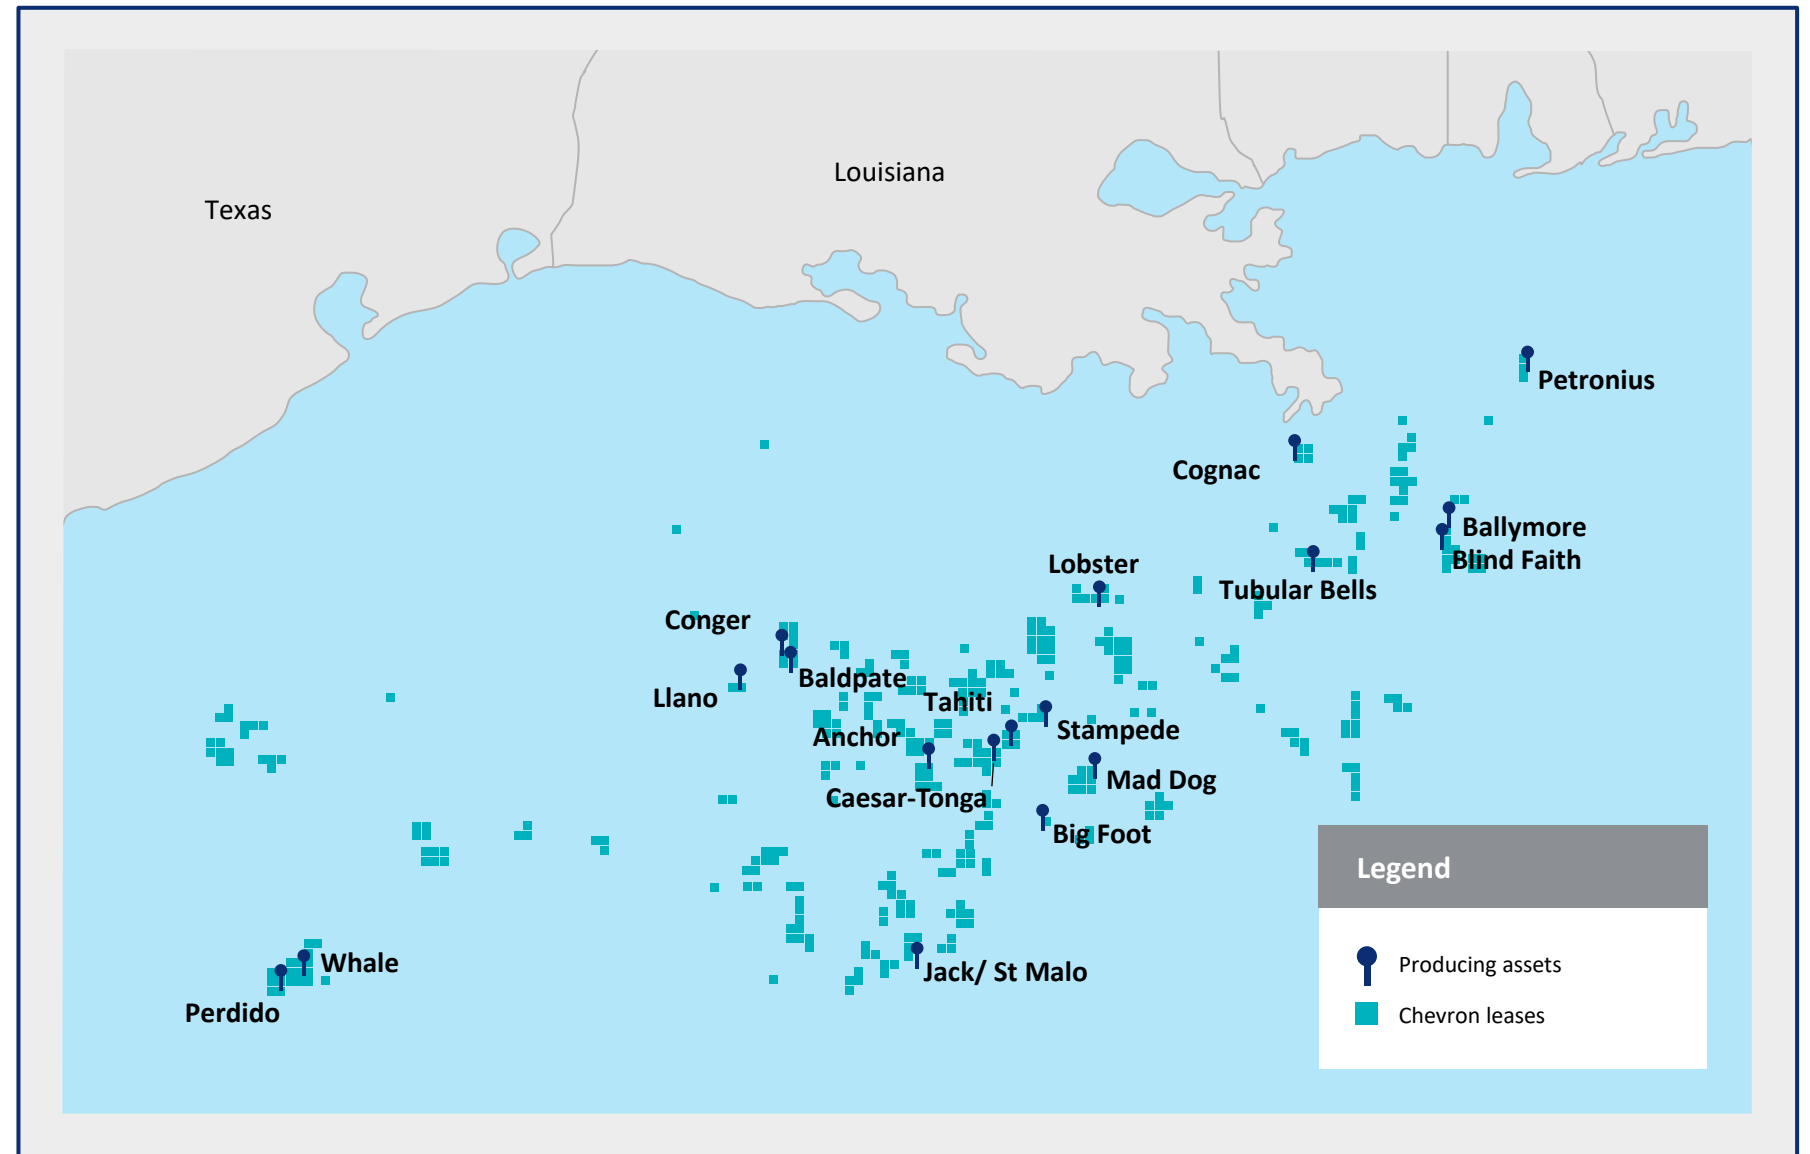 Louisiana
Texas
Petronius
Cognac
Ballymore
Blind Faith
Lobster
Tubular Bells
Conger
Baldpate
Llano
Tahiti
Stampede
Anchor
Mad Dog
Caesar-Tonga
Big Foot
Legend
Producing assets
Chevron leases
Whale
Jack/ St Malo
Perdido